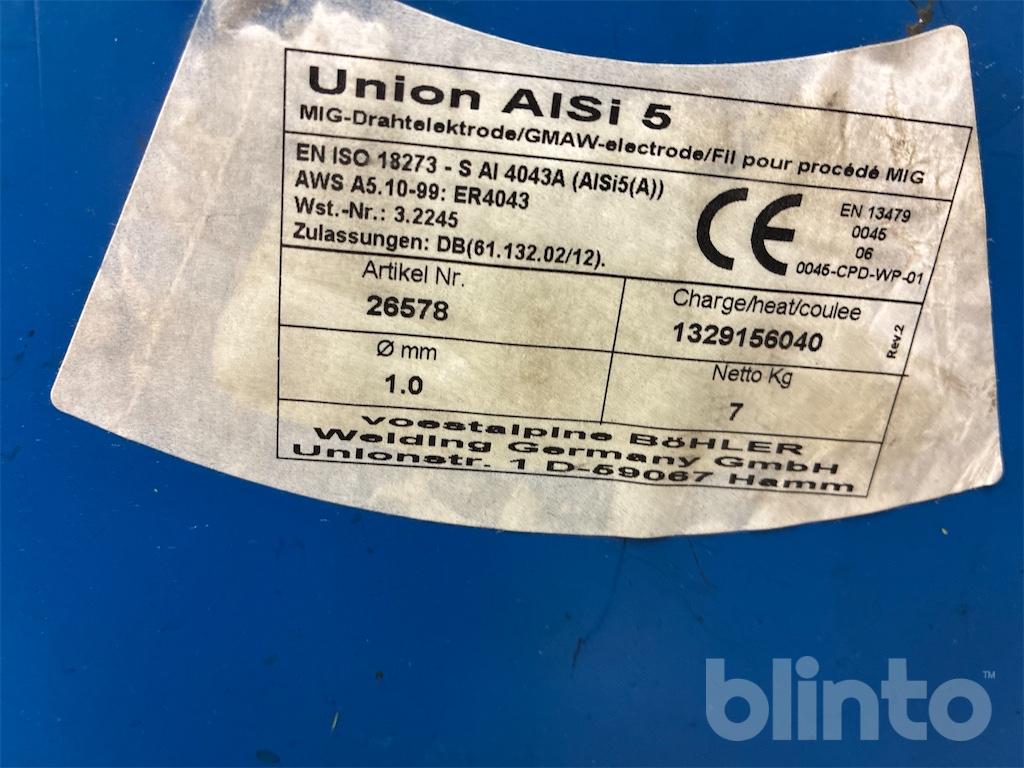 Union AlSi 5
MIG-Drahtelektrode/GMAW-electrode/Fil pour procédé MIG
EN ISO 18273 - S Al 4043A (AlSi5(A))
AWS A5.10-99: ER4043
Wst.-Nr.: 3.2245
Zulassungen: DB(61.132.02/12).
CE
EN 13479
0045
06
0045-CPD-WP-01
Artikel Nr.
26578
Charge/heat/coulee
1329156040
Rev.2
Ø mm
1.0
Netto Kg
7
voestalpine BöHLER
Welding Germany GmbH
Unionstr. 1 D-59067 Hamm
blinto™